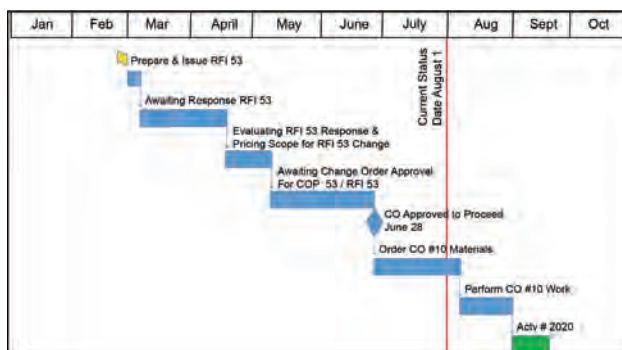 Jan Feb Mar April May June July Aug Sept Oct
Prepare & Issue RFI 53
Awaiting Response RFI 53
Evaluating RFI 53 Response &
Pricing Scope for RFI 53 Change
Awaiting Change Order Approval
For COP 53 / RFI 53
CO Approved to Proceed
June 28
Order CO #10 Materials
Perform CO #10 Work
Actv # 2020
Current Status
Date August 1